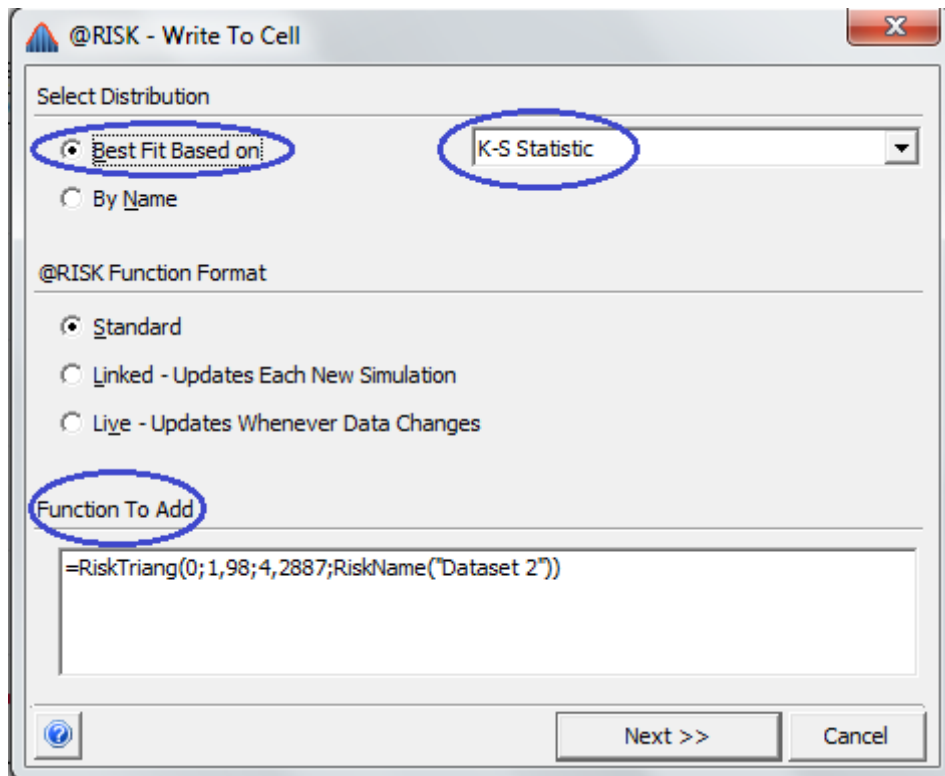 @RISK - Write To Cell
Select Distribution
Best Fit Based on
K-S Statistic
By Name
@RISK Function Format
Standard
Linked - Updates Each New Simulation
Live - Updates Whenever Data Changes
Function To Add
=RiskTriang(0;1,98;4,2887;RiskName("Dataset 2"))
Next >>
Cancel